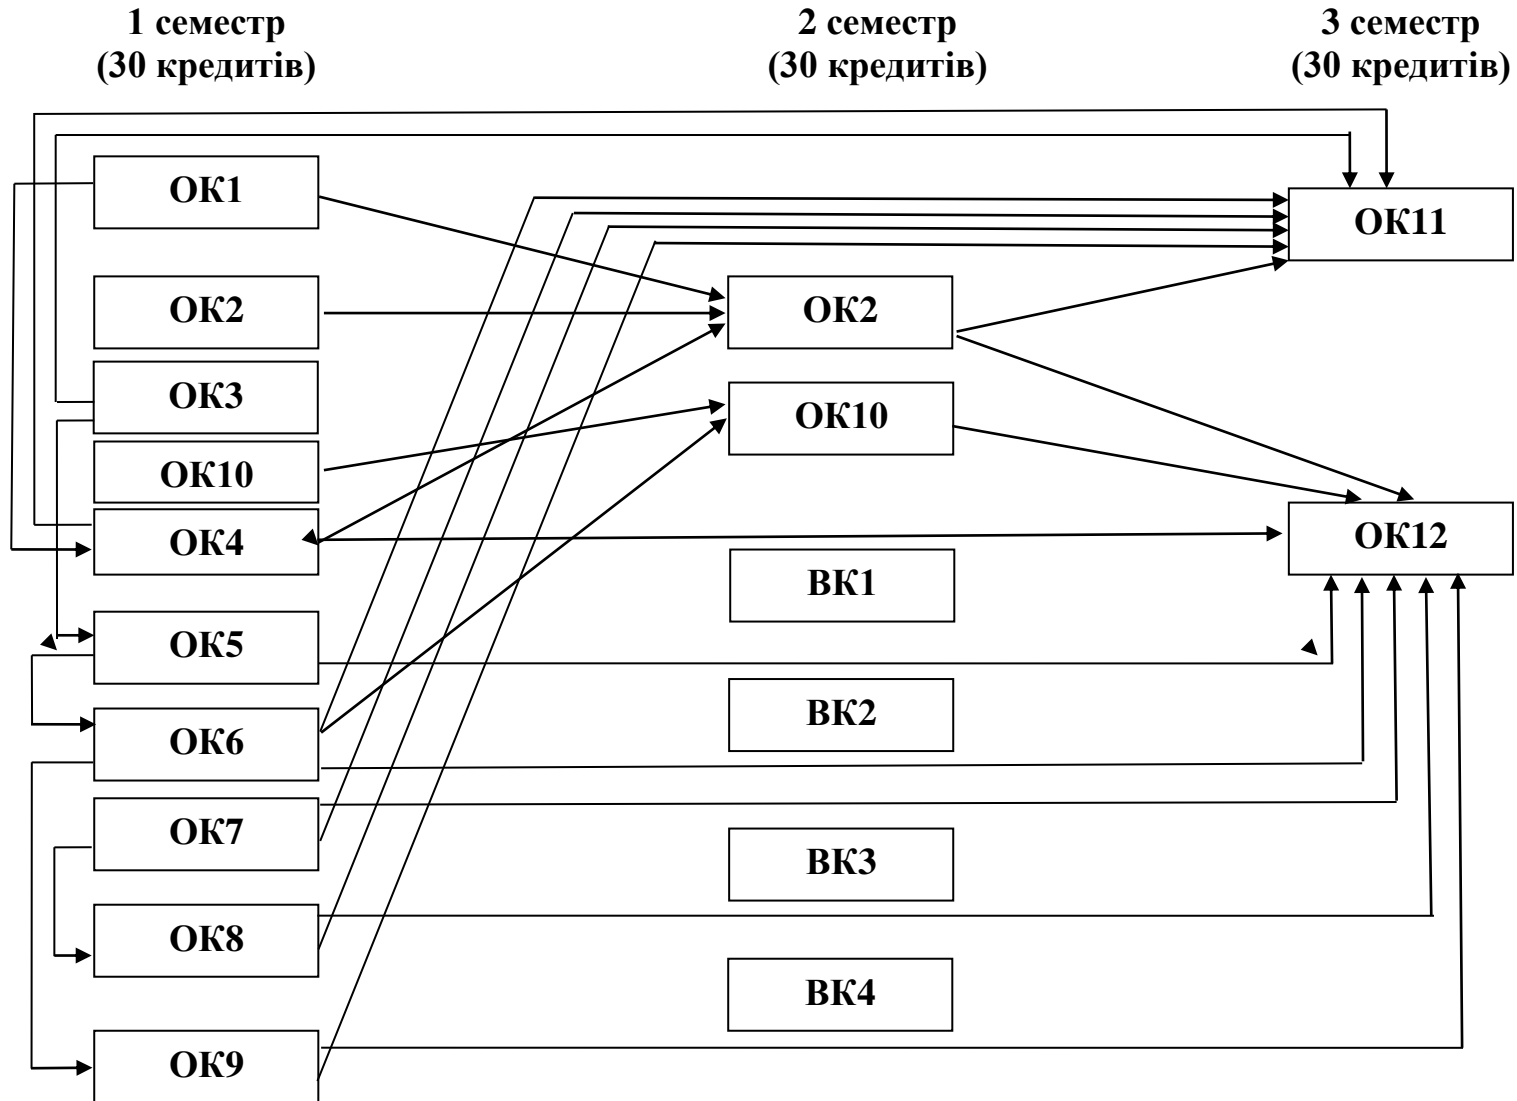 1 семестр
(30 кредитів)
2 семестр
(30 кредитів)
3 семестр
(30 кредитів)
ОК1
ОК2
ОК3
ОК10
ОК4
ОК5
ОК6
ОК7
ОК8
ОК9
ОК2
ОК10
ВК1
ВК2
ВК3
ВК4
ОК11
ОК12